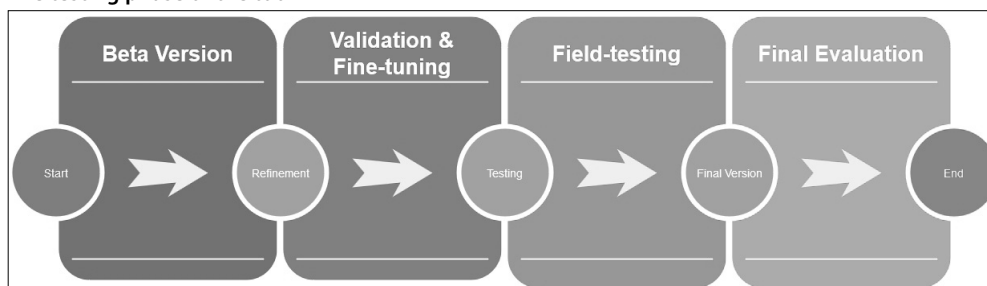 Beta Version
Validation &
Fine-tuning
Field-testing
Final Evaluation
Start
Refinement
Testing
Final Version
End